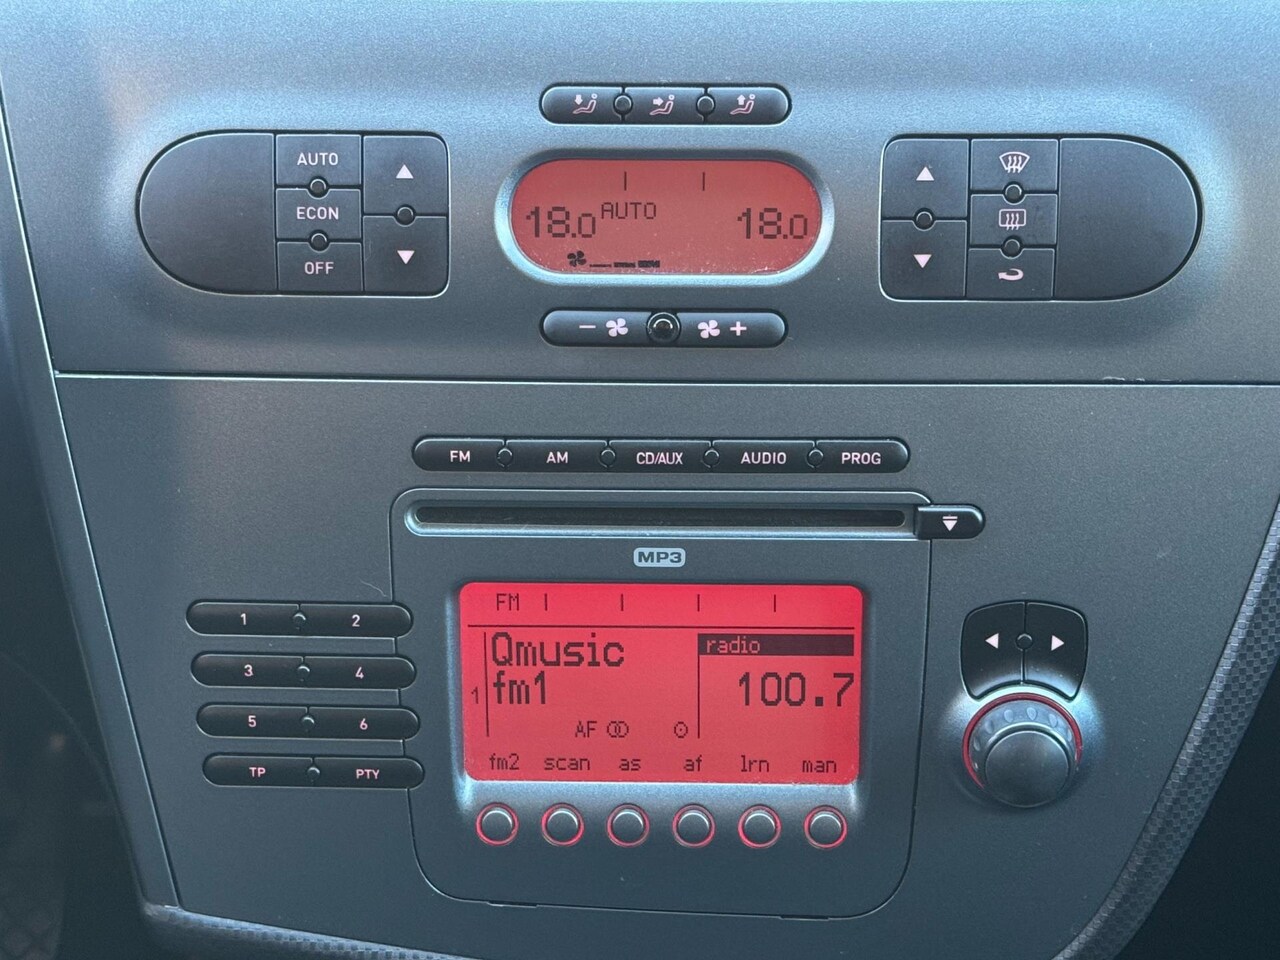 AUTO
ECON
OFF
18.0 AUTO 18.0
- +
FM AM CD/AUX AUDIO PROG
MP3
1 2
3 4
5 6
TP PTY
FM
Qmusic radio
1 fm1 100.7
AF
fm2 scan as af lrn man